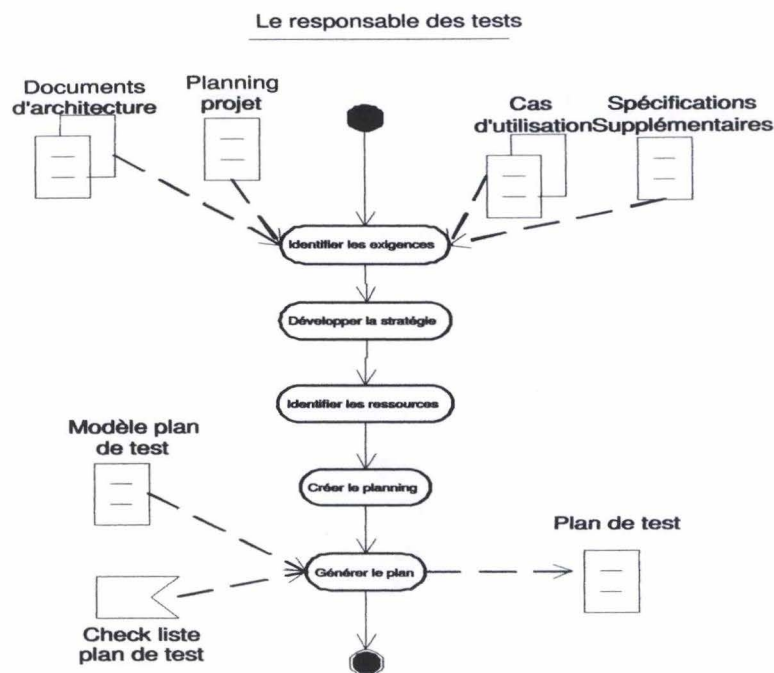 Le responsable des tests
Documents
d'architecture
Planning
projet
Cas
d'utilisation
Spécifications
Supplémentaires
Identifier les exigences
Développer la stratégie
Identifier les ressources
Modèle plan
de test
Créer le planning
Plan de test
Générer le plan
Check liste
plan de test